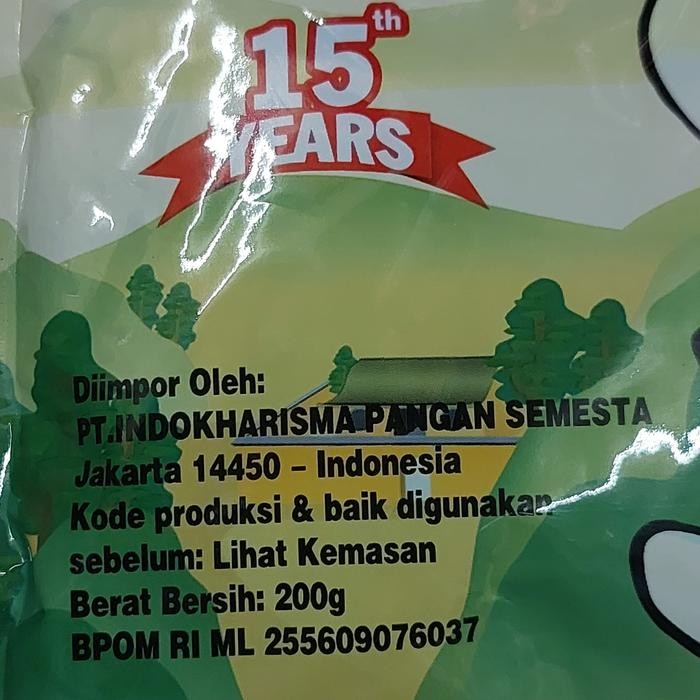 15th
YEARS
Diimpor Oleh:
PT.INDOKHARISMA PANGAN SEMESTA
Jakarta 14450 – Indonesia
Kode produksi & baik digunakan
sebelum: Lihat Kemasan
Berat Bersih: 200g
BPOM RI ML 255609076037